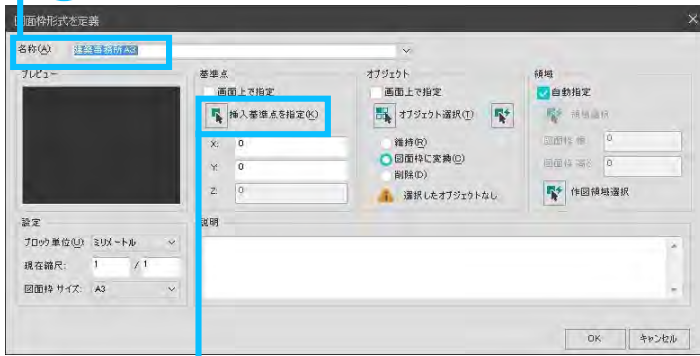 図面枠形式を定義
名称(A): 建築事務所A3
プレビュー
基準点
画面上で指定
挿入基準点を指定(K)
X: 0
Y: 0
Z: 0
オブジェクト
画面上で指定
オブジェクト選択(T)
維持(R)
図面枠に変換(C)
削除(D)
選択したオブジェクトなし
領域
自動指定
領域選択
図面枠 幅: 0
図面枠 高さ: 0
作図領域選択
設定
ブロック単位(U): ミリメートル
現在縮尺: 1 / 1
図面枠 サイズ: A3
説明
OK
キャンセル